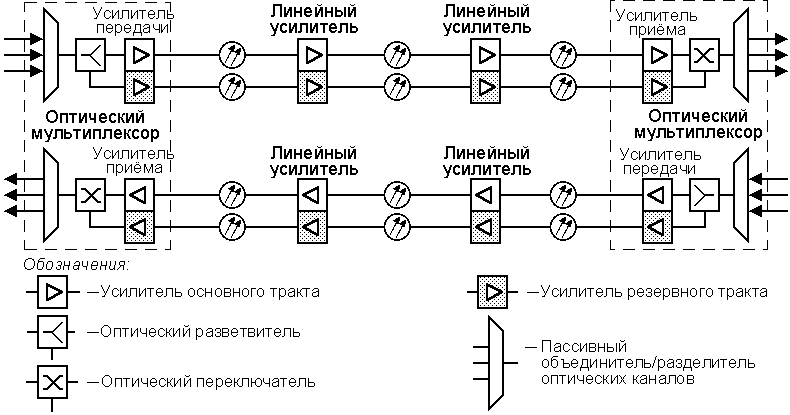 Усилитель
передачи
Линейный
усилитель
Линейный
усилитель
Усилитель
приёма
Оптический
мультиплексор
Оптический
мультиплексор
Усилитель
приёма
Линейный
усилитель
Линейный
усилитель
Усилитель
передачи
Обозначения:
—Усилитель основного тракта
—Усилитель резервного тракта
—Оптический разветвитель
—Оптический переключатель
— Пассивный
объединитель/разделитель
оптических каналов